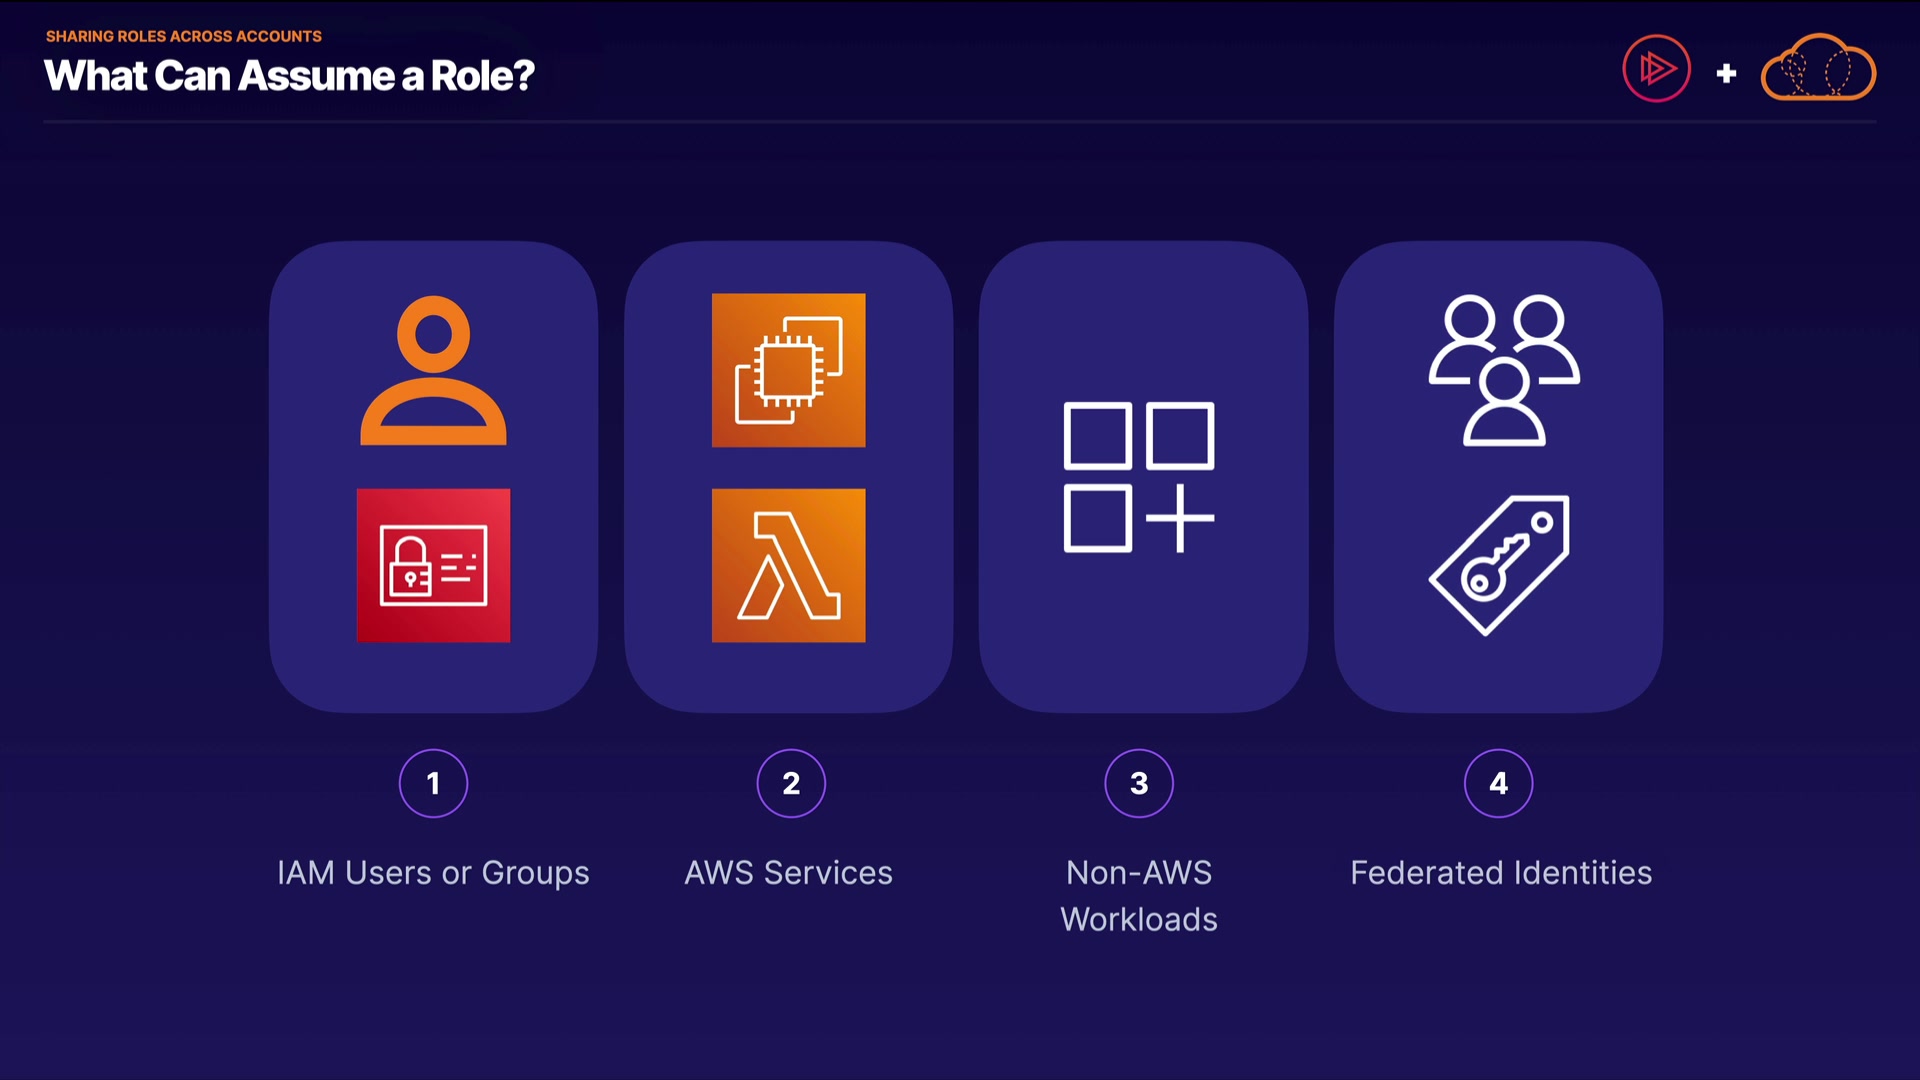 SHARING ROLES ACROSS ACCOUNTS
What Can Assume a Role?
1
IAM Users or Groups
2
AWS Services
3
Non-AWS
Workloads
4
Federated Identities